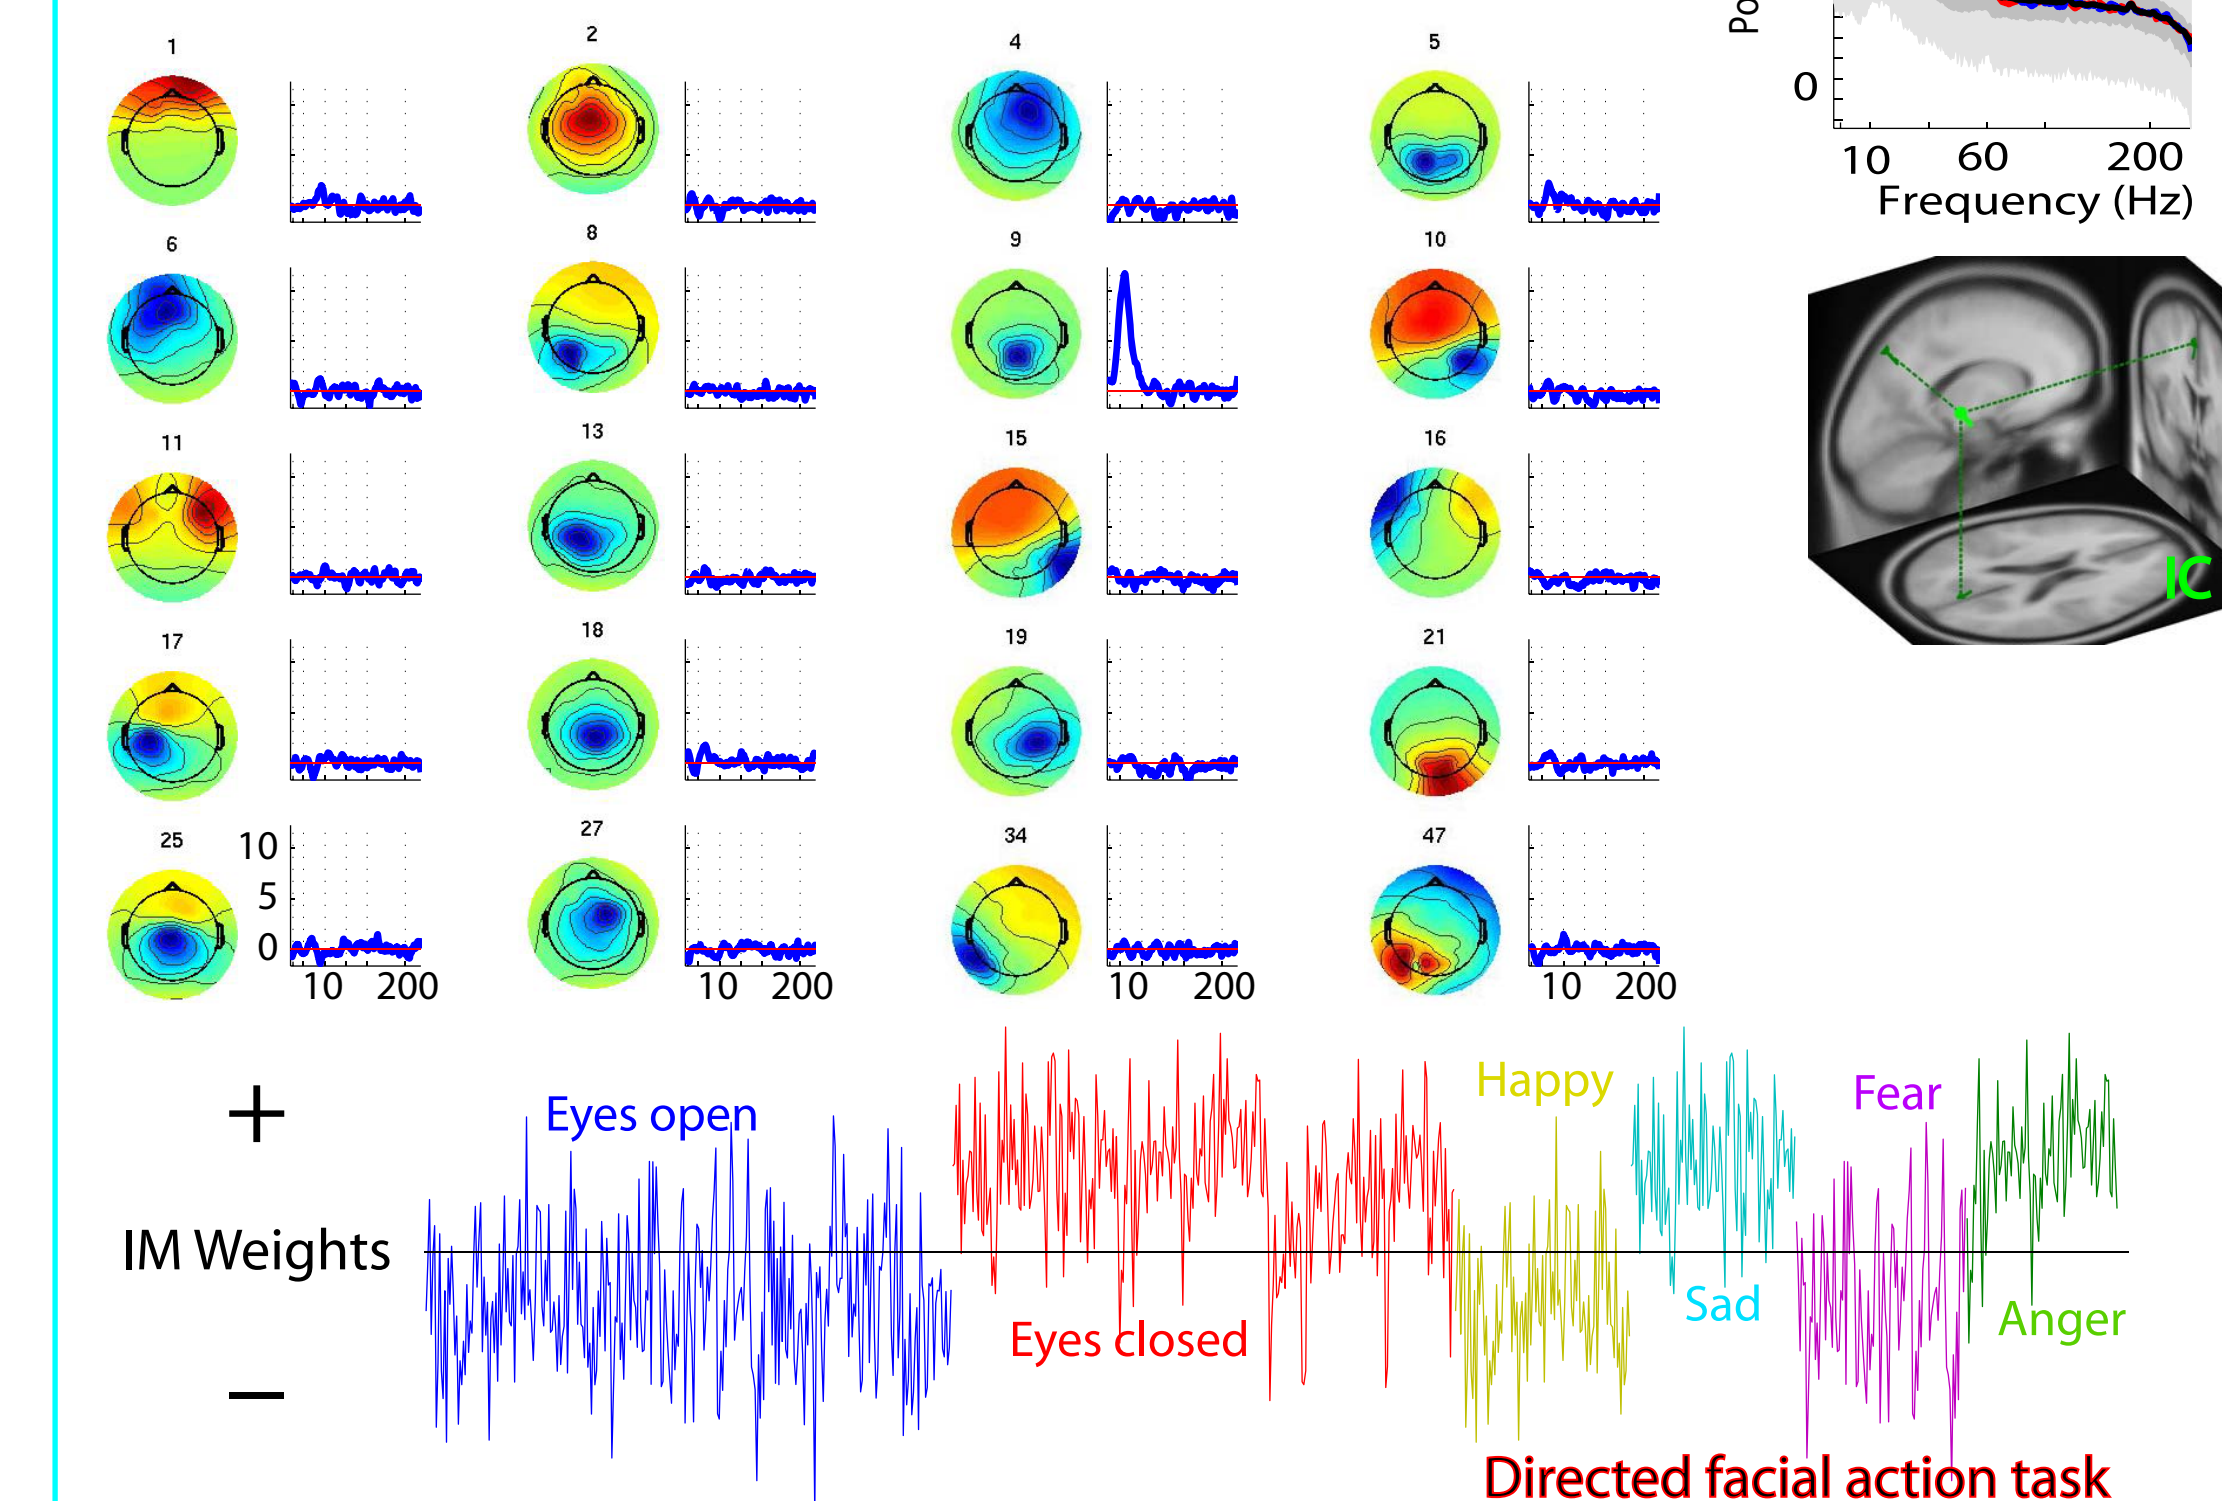 Po
0
10 60 200
Frequency (Hz)
1 2 4 5
6 8 9 10
11 13 15 16
17 18 19 21
25 27 34 47
10
5
0
10 200 10 200 10 200 10 200
IC
+
IM Weights
–
Eyes open
Eyes closed
Happy
Sad
Fear
Anger
Directed facial action task